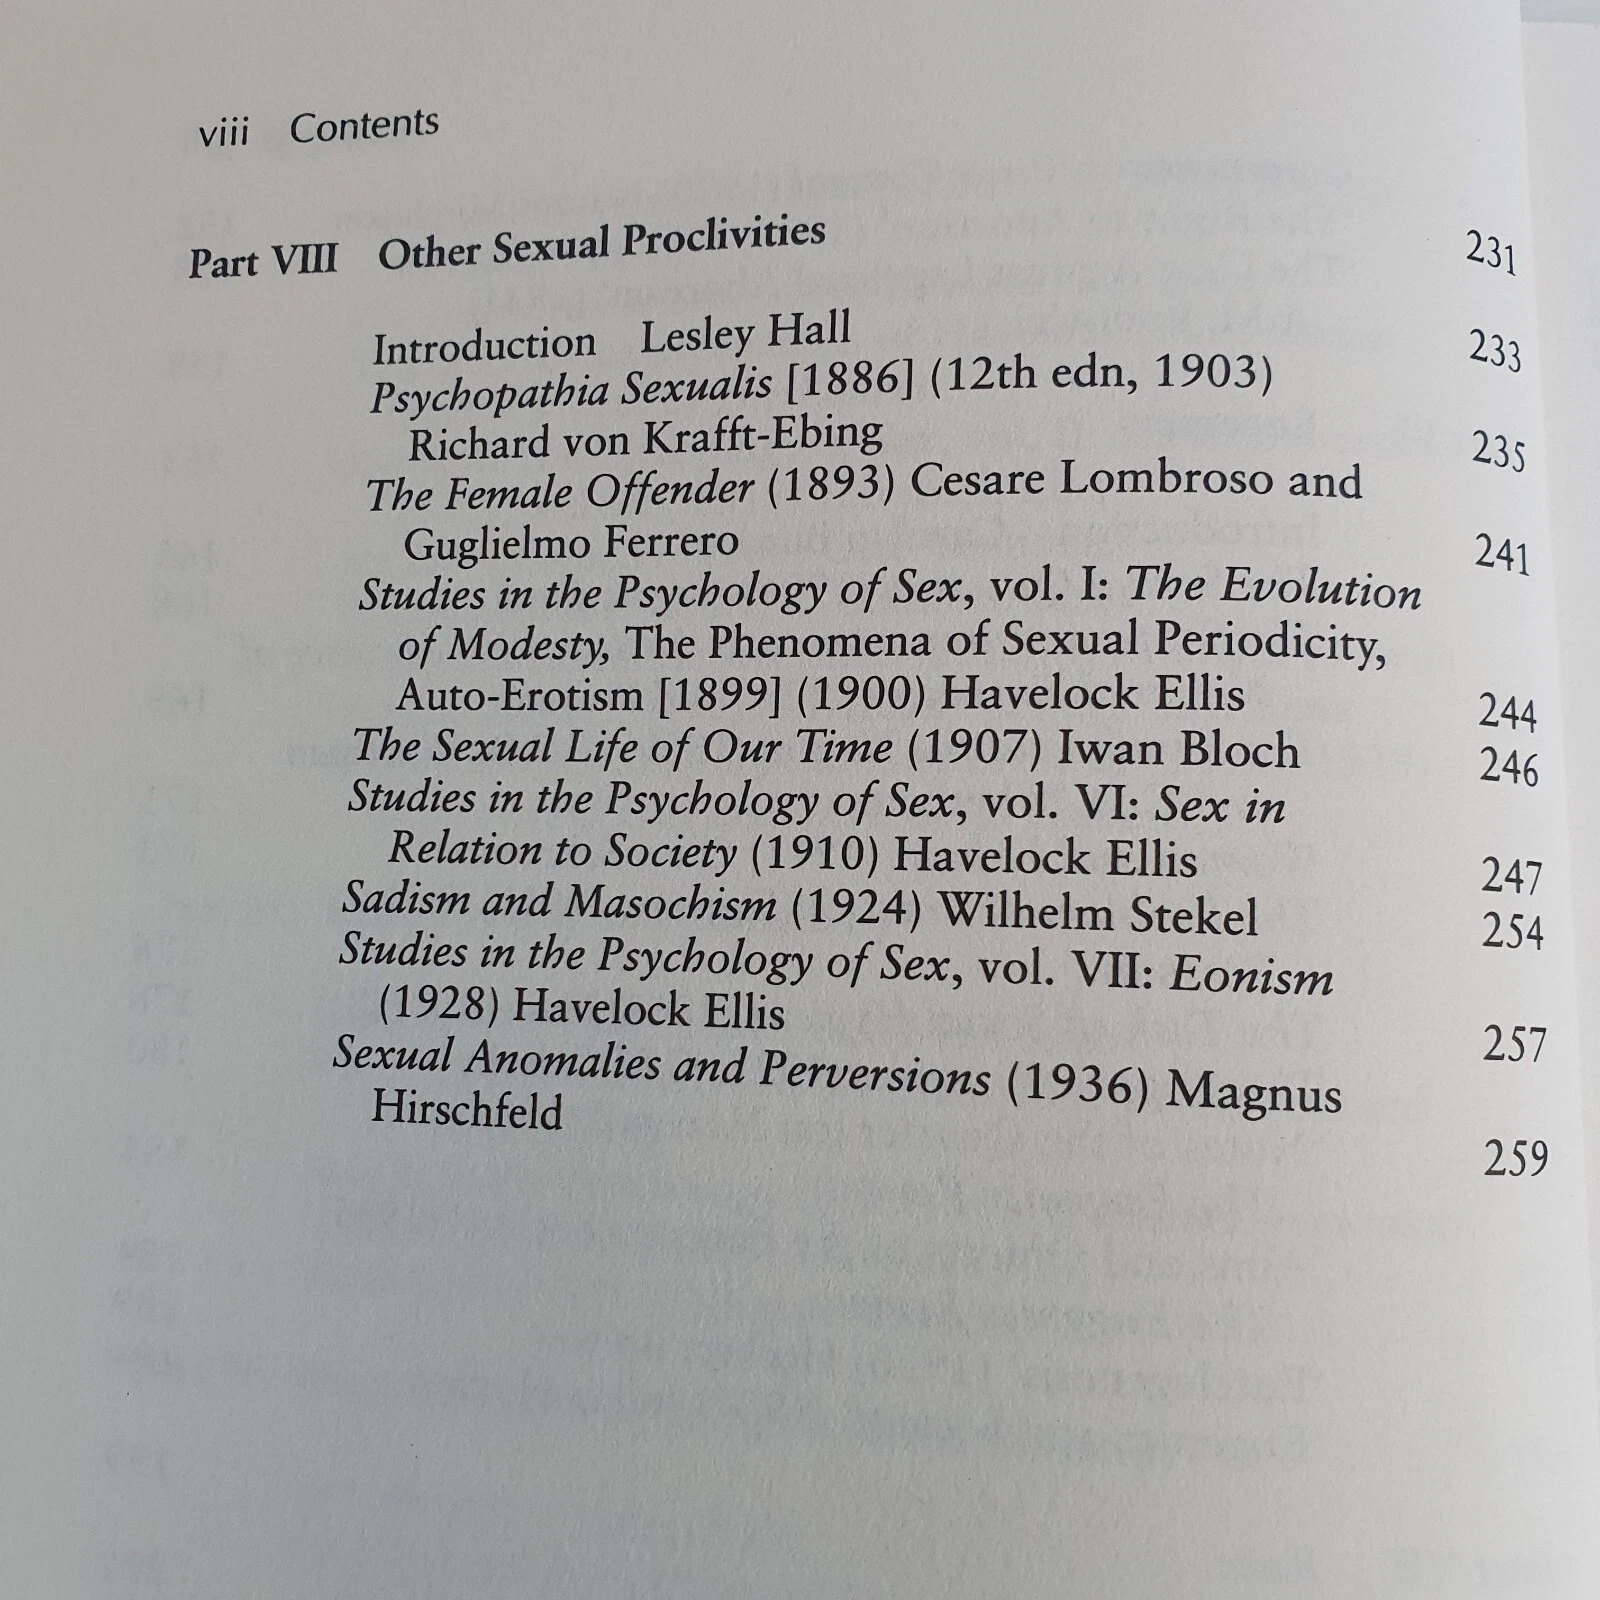 viii Contents
Part VIII Other Sexual Proclivities 231
Introduction Lesley Hall 233
Psychopathia Sexualis [1886] (12th edn, 1903)
Richard von Krafft-Ebing 235
The Female Offender (1893) Cesare Lombroso and
Guglielmo Ferrero 241
Studies in the Psychology of Sex, vol. I: The Evolution
of Modesty, The Phenomena of Sexual Periodicity,
Auto-Erotism [1899] (1900) Havelock Ellis 244
The Sexual Life of Our Time (1907) Iwan Bloch 246
Studies in the Psychology of Sex, vol. VI: Sex in
Relation to Society (1910) Havelock Ellis 247
Sadism and Masochism (1924) Wilhelm Stekel 254
Studies in the Psychology of Sex, vol. VII: Eonism
(1928) Havelock Ellis 257
Sexual Anomalies and Perversions (1936) Magnus
Hirschfeld 259